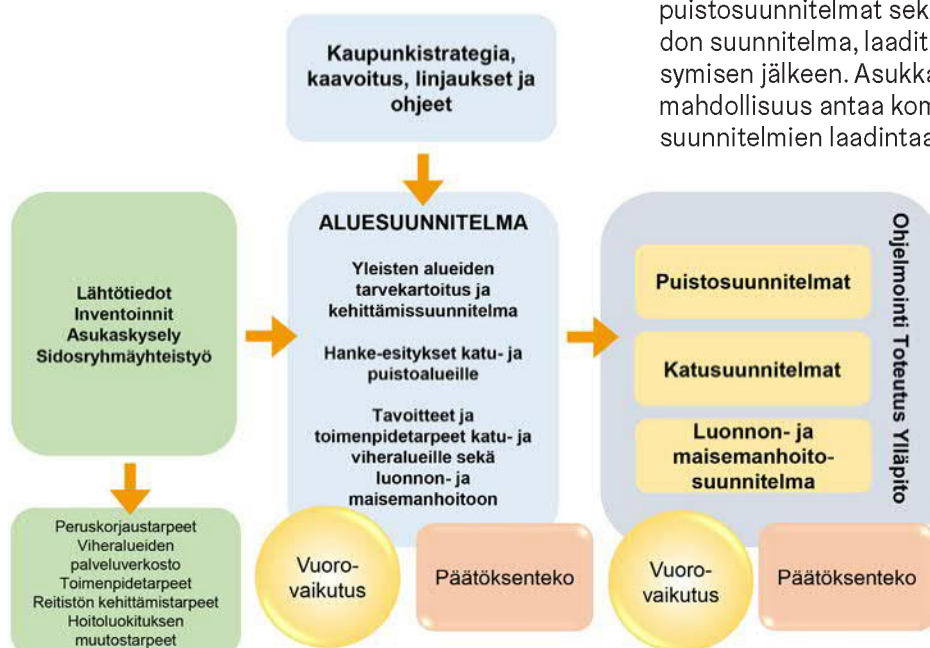 puistosuunnitelmat sek
don suunnitelma, laadit
symisen jälkeen. Asukka
mahdollisuus antaa kom
suunnitelmien laadintaa
Kaupunkistrategia,
kaavoitus, linjaukset ja
ohjeet
Lähtötiedot
Inventoinnit
Asukaskysely
Sidosryhmäyhteistyö
Peruskorjaustarpeet
Viheralueiden
palveluverkosto
Toimenpidetarpeet
Reitistön kehittämistarpeet
Hoitoluokituksen
muutostarpeet
ALUESUUNNITELMA
Yleisten alueiden
tarvekartoitus ja
kehittämissuunnitelma
Hanke-esitykset katu- ja
puistoalueille
Tavoitteet ja
toimenpidetarpeet katu- ja
viheralueille sekä
luonnon- ja
maisemanhoitoon
Vuoro-
vaikutus
Päätöksenteko
Puistosuunnitelmat
Katusuunnitelmat
Luonnon- ja
maisemanhoito-
suunnitelma
Ohjelmointi Toteutus Ylläpito
Vuoro-
vaikutus
Päätöksenteko